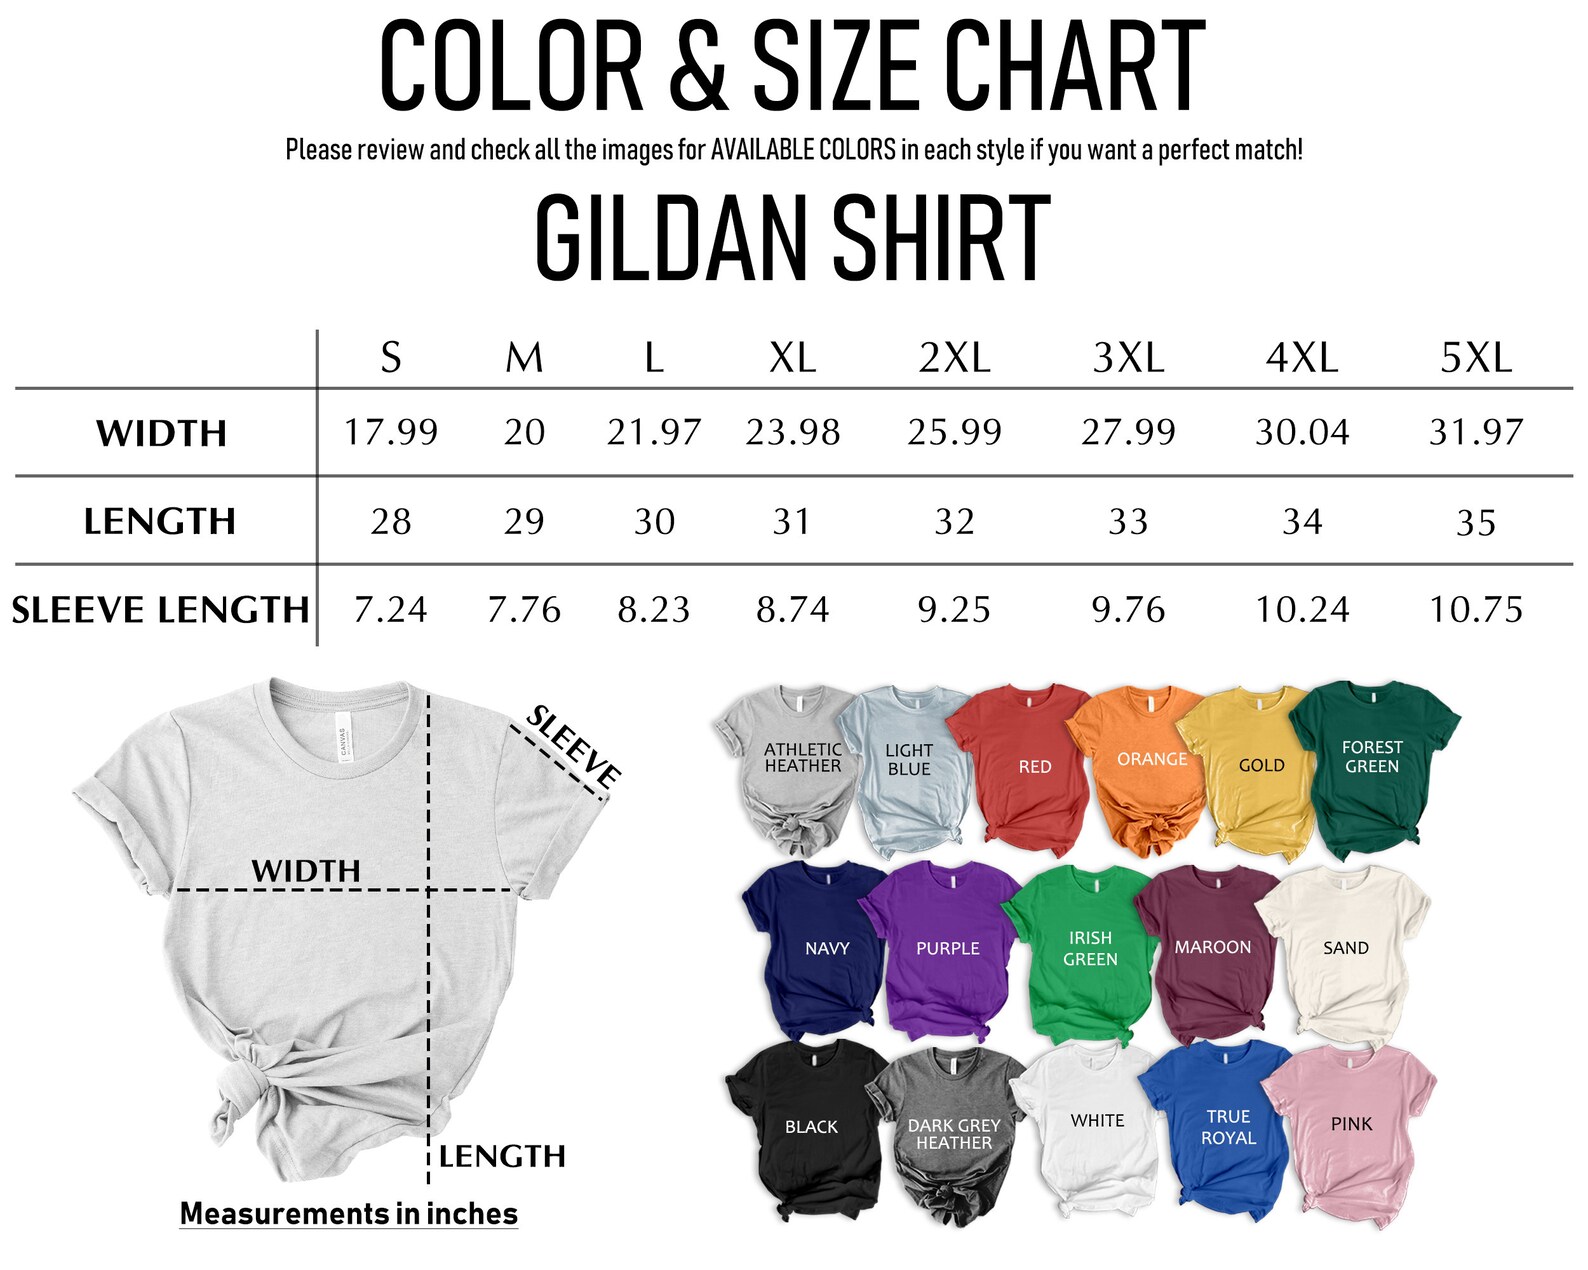 COLOR & SIZE CHART
Please review and check all the images for AVAILABLE COLORS in each style if you want a perfect match!
GILDAN SHIRT
S M L XL 2XL 3XL 4XL 5XL
WIDTH 17.99 20 21.97 23.98 25.99 27.99 30.04 31.97
LENGTH 28 29 30 31 32 33 34 35
SLEEVE LENGTH 7.24 7.76 8.23 8.74 9.25 9.76 10.24 10.75
CANVAS
SLEEVE
WIDTH
LENGTH
Measurements in inches
ATHLETIC
HEATHER
LIGHT
BLUE
RED
ORANGE
GOLD
FOREST
GREEN
NAVY
PURPLE
IRISH
GREEN
MAROON
SAND
BLACK
DARK GREY
HEATHER
WHITE
TRUE
ROYAL
PINK